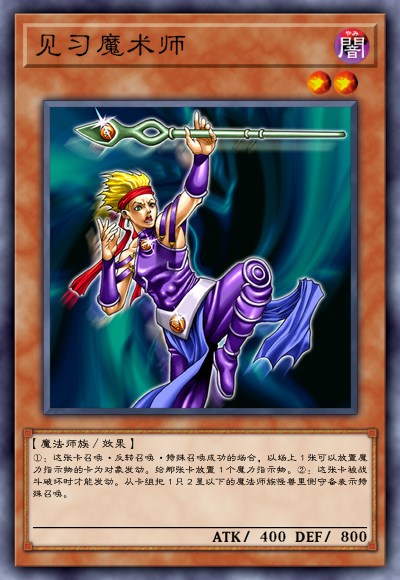 见习魔术师
やみ
闇
【魔法师族／效果】
①：这张卡召唤·反转召唤·特殊召唤成功的场合，以场上1张可以放置魔
力指示物的卡为对象发动。给那张卡放置1个魔力指示物。②：这张卡被战
斗破坏时才能发动。从卡组把1只2星以下的魔法师族怪兽里侧守备表示特
殊召唤。
ATK/ 400 DEF/ 800